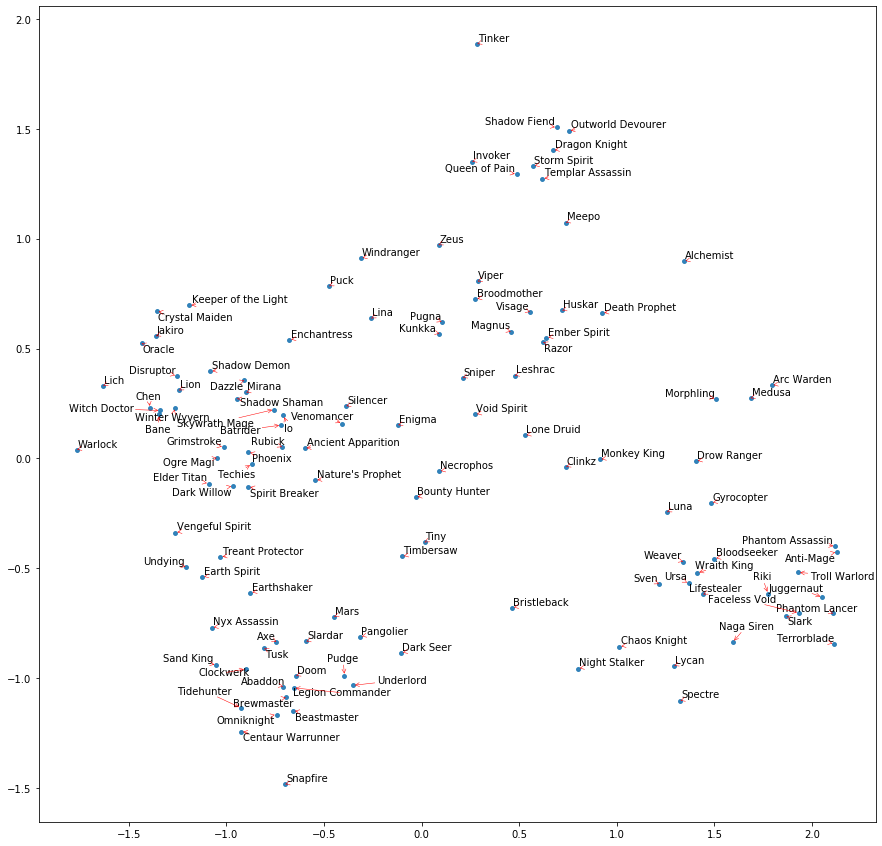 2.0
Tinker
1.5
Shadow Fiend
Outworld Devourer
Dragon Knight
Invoker
Storm Spirit
Queen of Pain
Templar Assassin
Meepo
1.0
Zeus
Windranger
Alchemist
Puck
Viper
Keeper of the Light
Broodmother
Visage
Huskar
Death Prophet
Crystal Maiden
Lina
Pugna
Jakiro
Kunkka
Magnus
Enchantress
Ember Spirit
0.5
Oracle
Razor
Disruptor
Shadow Demon
Sniper
Leshrac
Lich
Lion
Dazzle
Mirana
Arc Warden
Chen
Morphling
Medusa
Witch Doctor
Shadow Shaman
Silencer
Winter Wyvern
Skywrath Mage
Venomancer
Void Spirit
Bane
Batrider
Io
Enigma
Warlock
Grimstroke
Rubick
Ancient Apparition
Lone Druid
0.0
Ogre Magi
Phoenix
Monkey King
Drow Ranger
Elder Titan
Techies
Nature's Prophet
Necrophos
Clinkz
Dark Willow
Spirit Breaker
Bounty Hunter
Gyrocopter
Luna
Vengeful Spirit
Tiny
Phantom Assassin
Treant Protector
Timbersaw
Bloodseeker
Anti-Mage
−0.5
Undying
Weaver
Wraith King
Earth Spirit
Sven
Ursa
Riki
Troll Warlord
Earthshaker
Lifestealer
Juggernaut
Bristleback
Faceless Void
Mars
Phantom Lancer
Nyx Assassin
Slark
Axe
Slardar
Pangolier
Naga Siren
Tusk
Dark Seer
Chaos Knight
Terrorblade
Sand King
Pudge
Night Stalker
Lycan
Clockwerk
Doom
−1.0
Abaddon
Underlord
Tidehunter
Legion Commander
Spectre
Brewmaster
Omniknight
Beastmaster
Centaur Warrunner
Snapfire
−1.5
−1.5 −1.0 −0.5 0.0 0.5 1.0 1.5 2.0